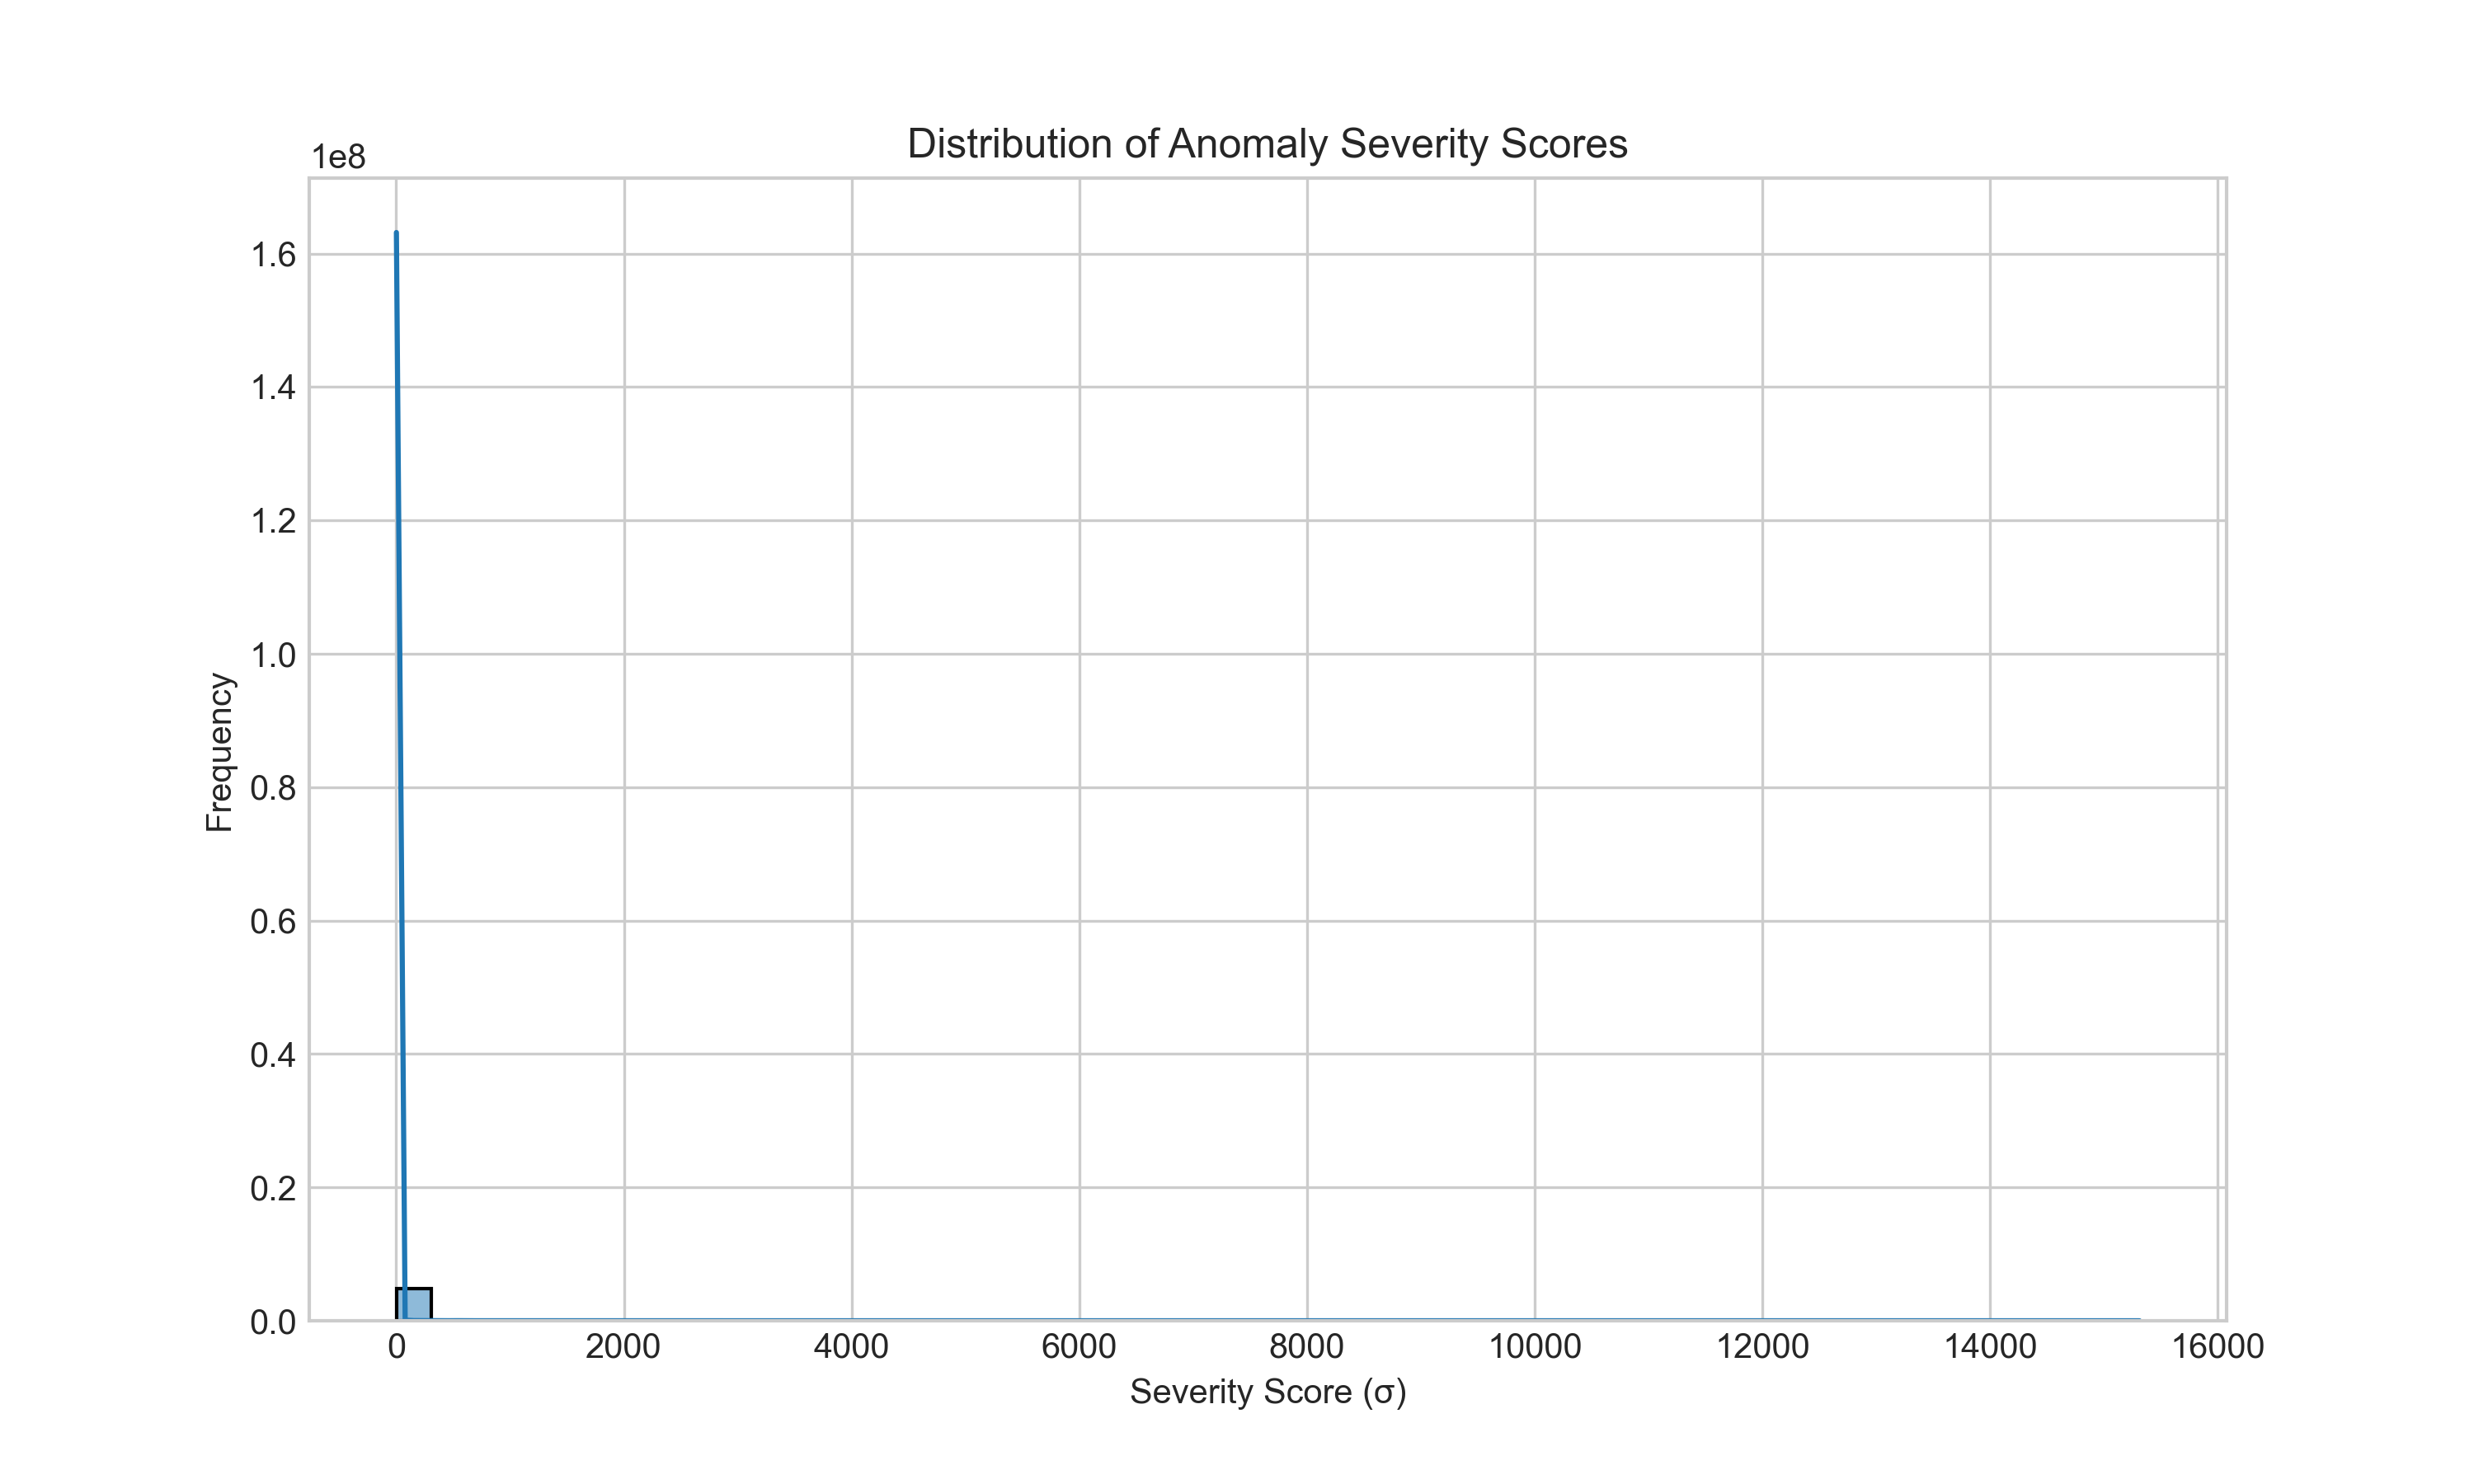 Distribution of Anomaly Severity Scores
1e8
1.6
1.4
1.2
1.0
0.8
0.6
0.4
0.2
0.0
Frequency
0 2000 4000 6000 8000 10000 12000 14000 16000
Severity Score (σ)